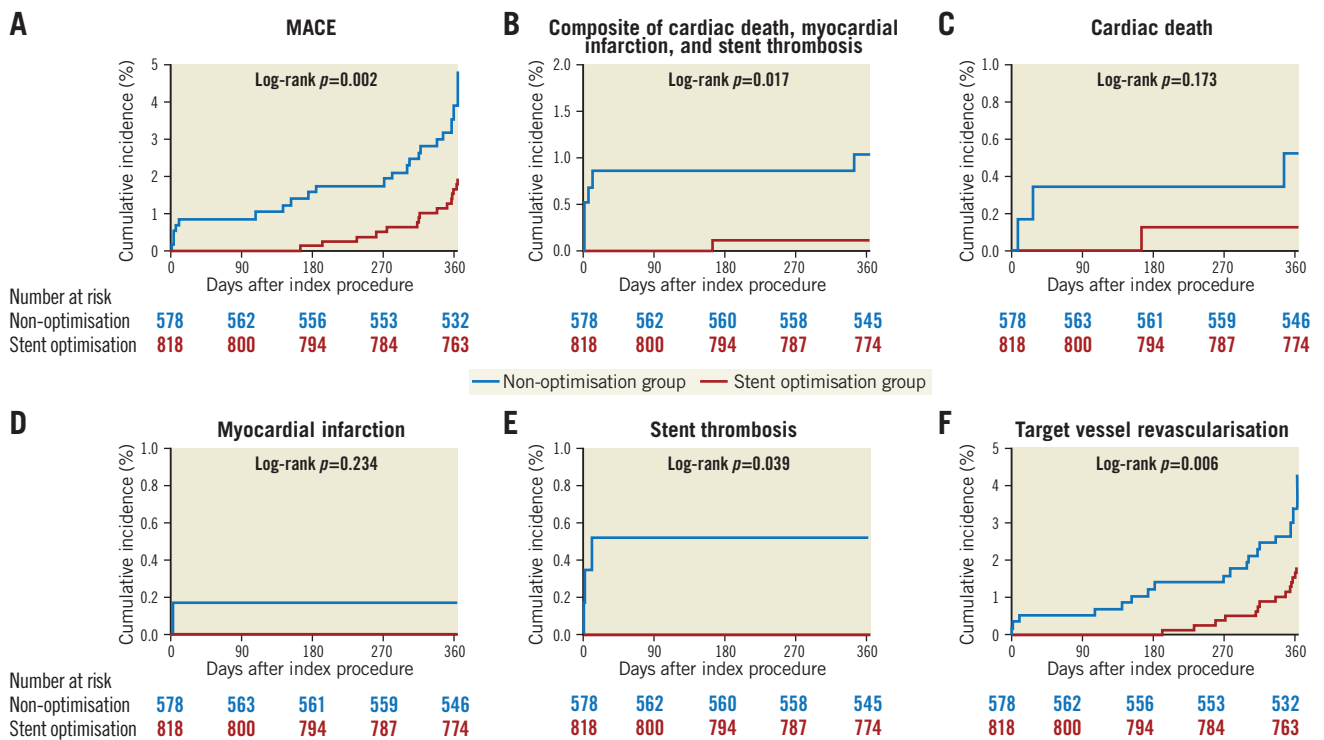 A
MACE
Cumulative incidence (%)
5
4
3
2
1
0
Log-rank p=0.002
0 90 180 270 360
Days after index procedure
B
Composite of cardiac death, myocardial
infarction, and stent thrombosis
Cumulative incidence (%)
2.0
1.5
1.0
0.5
0.0
Log-rank p=0.017
0 90 180 270 360
Days after index procedure
C
Cardiac death
Cumulative incidence (%)
1.0
0.8
0.6
0.4
0.2
0.0
Log-rank p=0.173
0 90 180 270 360
Days after index procedure
Number at risk
Non-optimisation 578 562 556 553 532 578 562 560 558 545 578 563 561 559 546
Stent optimisation 818 800 794 784 763 818 800 794 787 774 818 800 794 787 774
Non-optimisation group Stent optimisation group
D
Myocardial infarction
Cumulative incidence (%)
1.0
0.8
0.6
0.4
0.2
0.0
Log-rank p=0.234
0 90 180 270 360
Days after index procedure
E
Stent thrombosis
Cumulative incidence (%)
1.0
0.8
0.6
0.4
0.2
0.0
Log-rank p=0.039
0 90 180 270 360
Days after index procedure
F
Target vessel revascularisation
Cumulative incidence (%)
5
4
3
2
1
0
Log-rank p=0.006
0 90 180 270 360
Days after index procedure
Number at risk
Non-optimisation 578 563 561 559 546 578 562 560 558 545 578 562 556 553 532
Stent optimisation 818 800 794 787 774 818 800 794 787 774 818 800 794 784 763